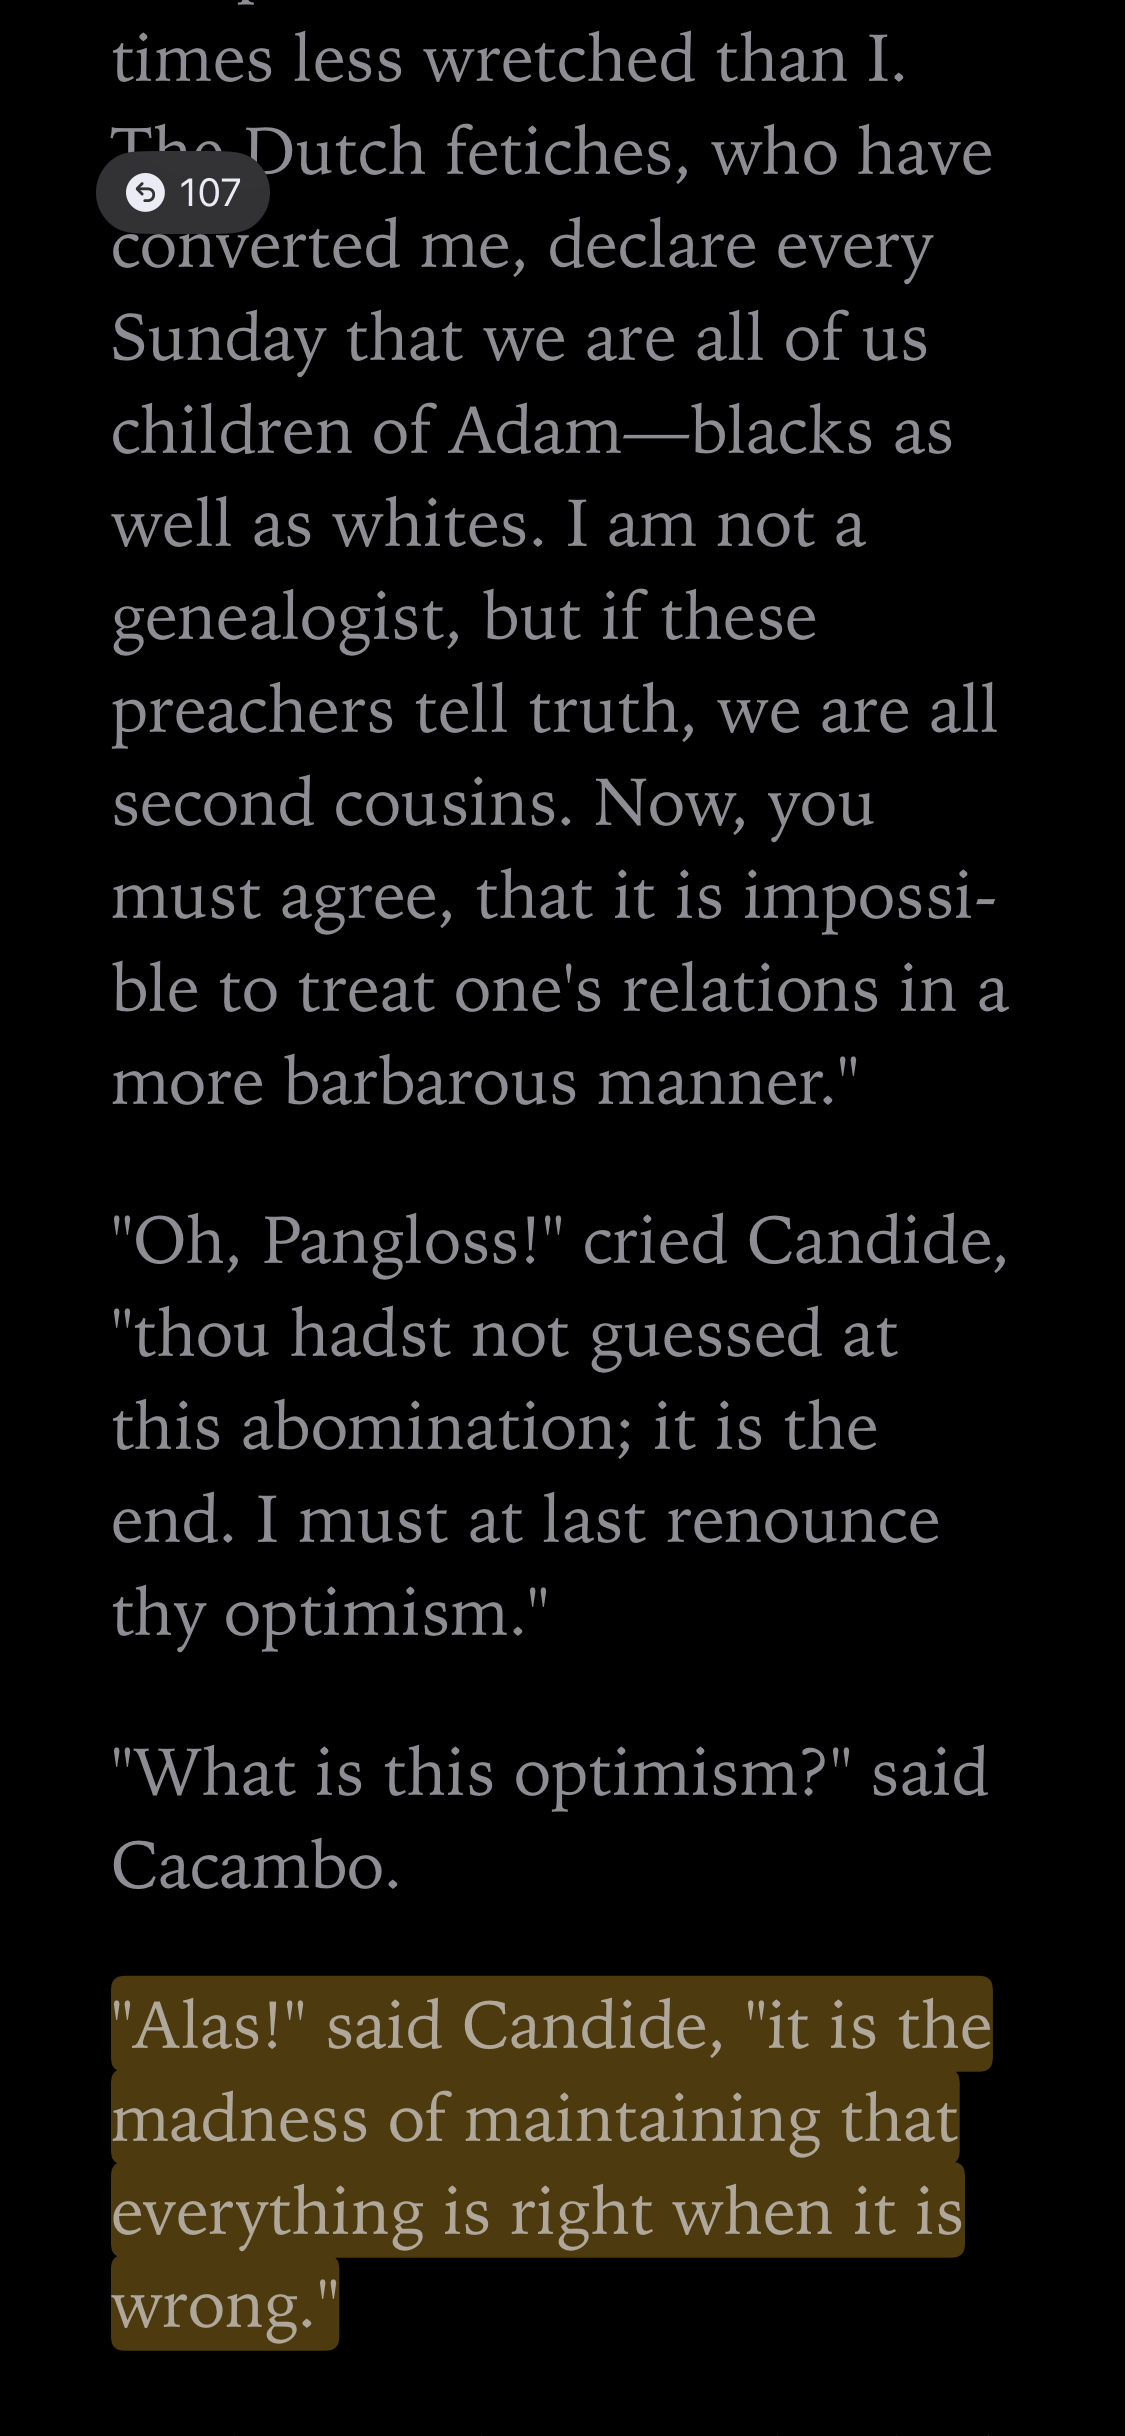 times less wretched than I.
The Dutch fetiches, who have
107
converted me, declare every
Sunday that we are all of us
children of Adam—blacks as
well as whites. I am not a
genealogist, but if these
preachers tell truth, we are all
second cousins. Now, you
must agree, that it is impossi-
ble to treat one's relations in a
more barbarous manner."
"Oh, Pangloss!" cried Candide,
"thou hadst not guessed at
this abomination; it is the
end. I must at last renounce
thy optimism."
"What is this optimism?" said
Cacambo.
"Alas!" said Candide, "it is the
madness of maintaining that
everything is right when it is
wrong."